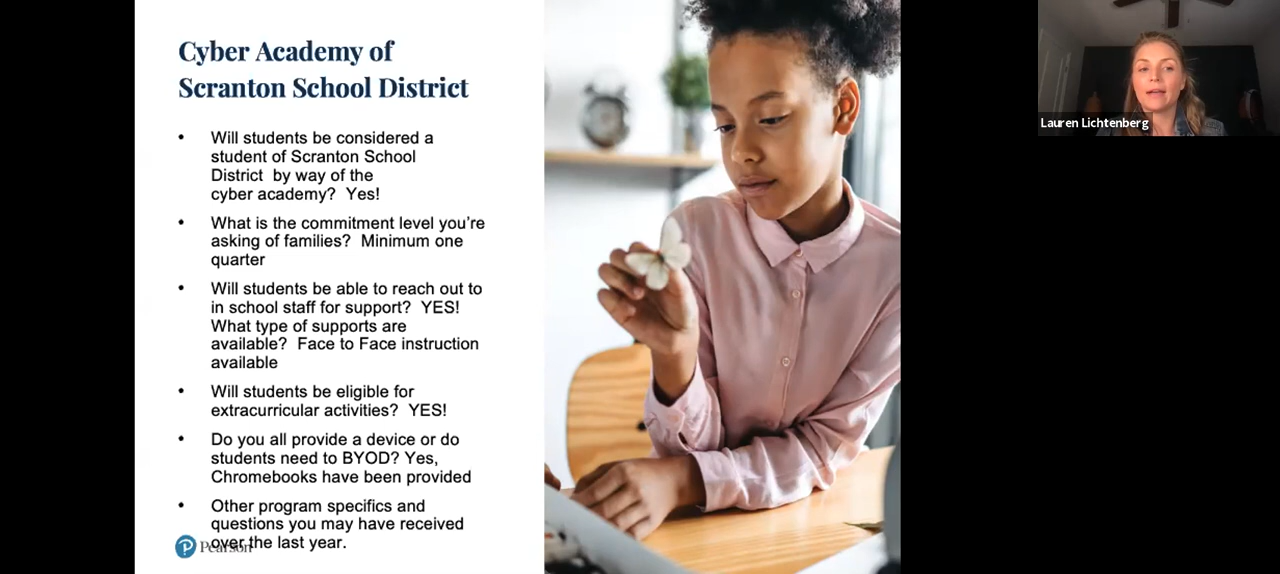 Cyber Academy of
Scranton School District
• Will students be considered a
student of Scranton School
District by way of the
cyber academy? Yes!
• What is the commitment level you’re
asking of families? Minimum one
quarter
• Will students be able to reach out to
in school staff for support? YES!
What type of supports are
available? Face to Face instruction
available
• Will students be eligible for
extracurricular activities? YES!
• Do you all provide a device or do
students need to BYOD? Yes,
Chromebooks have been provided
• Other program specifics and
questions you may have received
over the last year.
Pearson
Lauren Lichtenberg